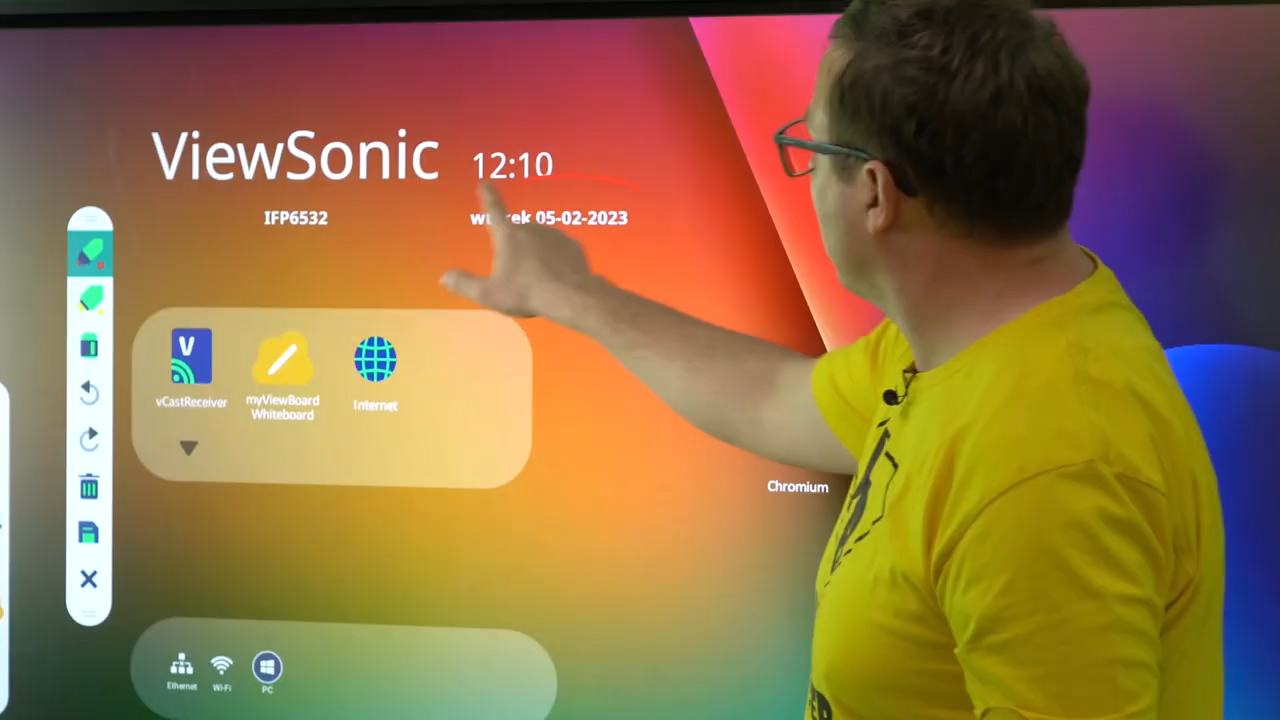 ViewSonic
12:10
IFP6532
05-02-2023
V
vCastReceiver
myViewBoard
Whiteboard
Internet
Chromium
Ethernet
Wi-Fi
PC